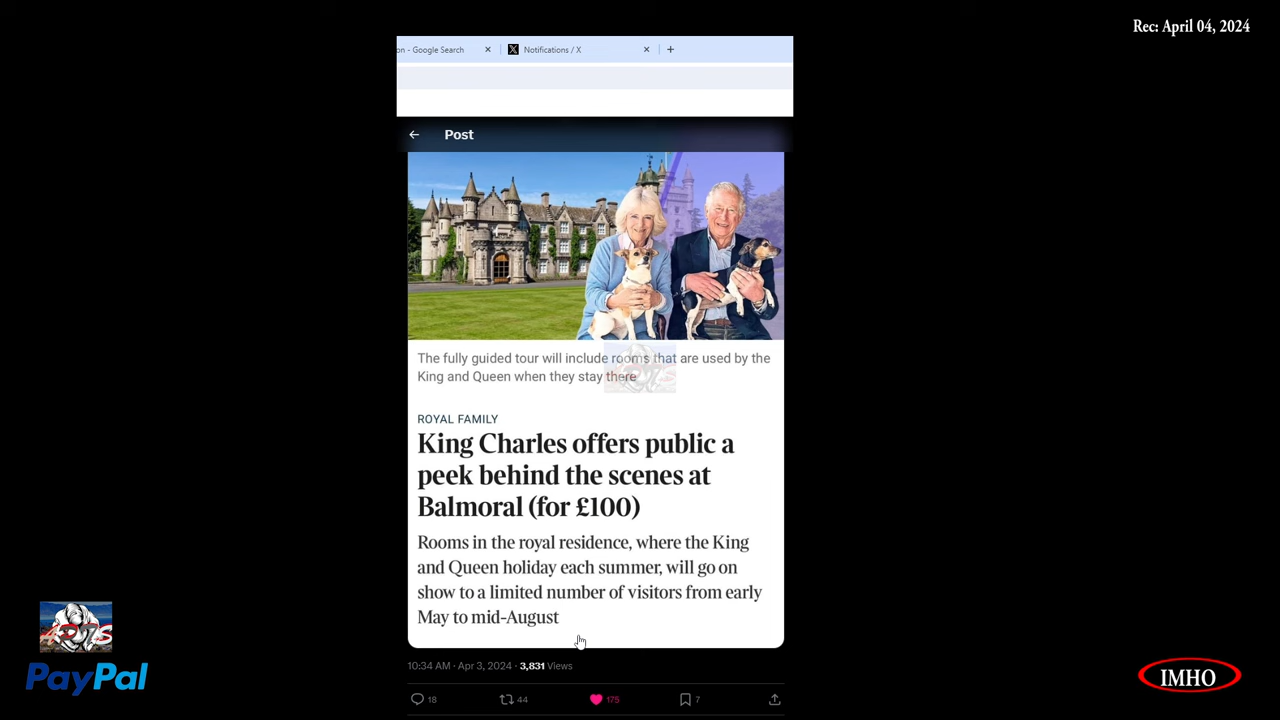 Rec: April 04, 2024
on - Google Search
Notifications / X
Post
The fully guided tour will include rooms that are used by the
King and Queen when they stay there
ROYAL FAMILY
King Charles offers public a
peek behind the scenes at
Balmoral (for £100)
Rooms in the royal residence, where the King
and Queen holiday each summer, will go on
show to a limited number of visitors from early
May to mid-August
10:34 AM · Apr 3, 2024 · 3,831 Views
18 44 175 7
PayPal
IMHO